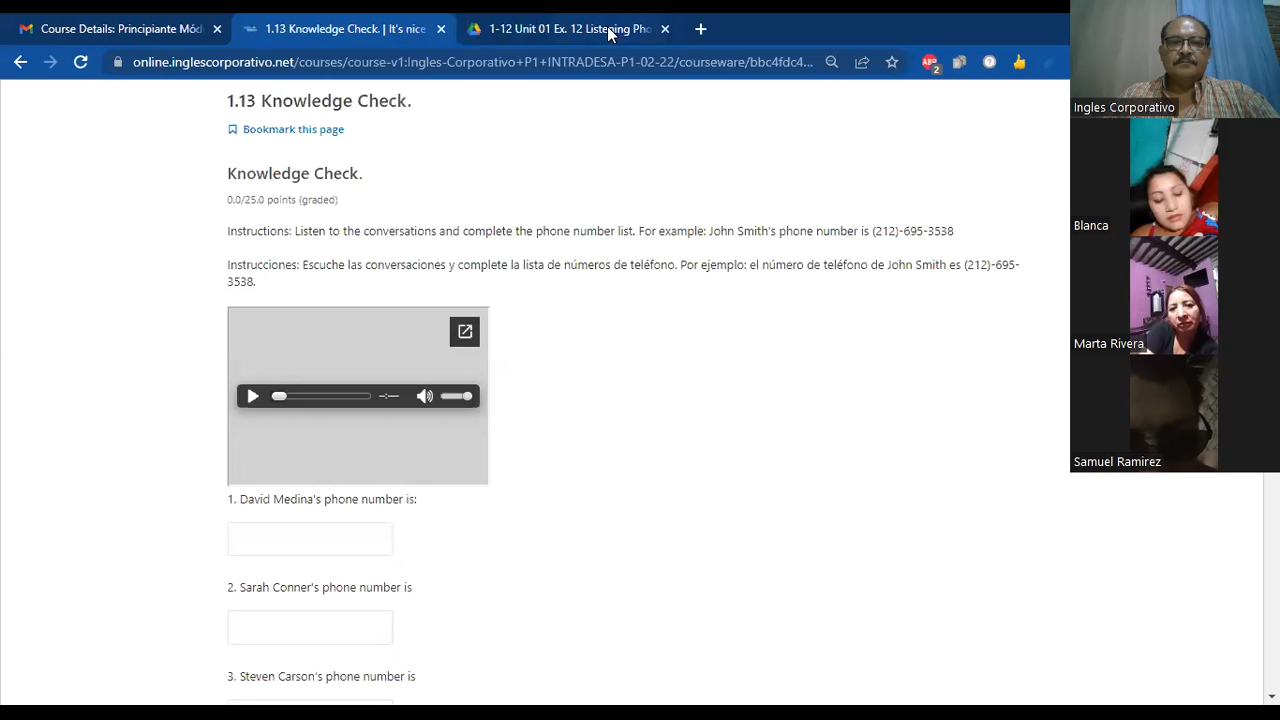 Course Details: Principiante Mód
1.13 Knowledge Check. | It's nice
1-12 Unit 01 Ex. 12 Listening Pho
online.inglescorporativo.net/courses/course-v1:Ingles-Corporativo+P1+INTRADESA-P1-02-22/courseware/bbc4fdc4...
ABP
2
1.13 Knowledge Check.
Bookmark this page
Knowledge Check.
0.0/25.0 points (graded)
Instructions: Listen to the conversations and complete the phone number list. For example: John Smith's phone number is (212)-695-3538
Instrucciones: Escuche las conversaciones y complete la lista de números de teléfono. Por ejemplo: el número de teléfono de John Smith es (212)-695-
3538.
-:--
1. David Medina's phone number is:
2. Sarah Conner's phone number is
3. Steven Carson's phone number is
Ingles Corporativo
Blanca
Marta Rivera
Samuel Ramirez